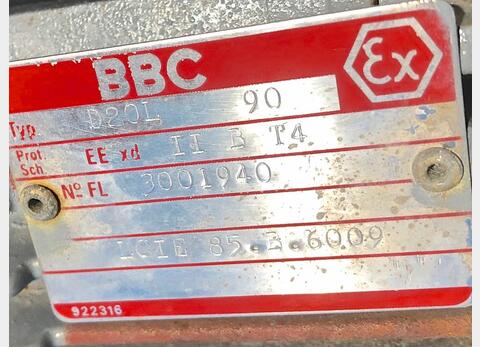 BBC
Ex
Typ D20L 90
Prot. Sch. EE xd II B T4
No FL 3001940
LCIE 85.B.6009
922316